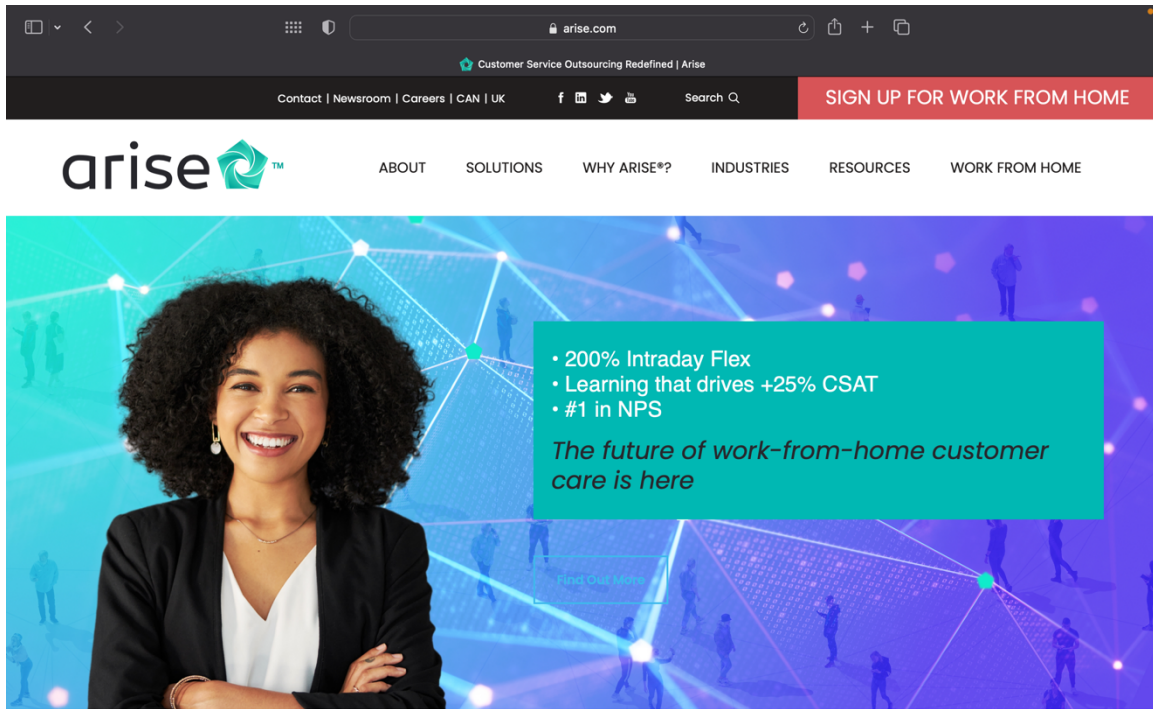 arise.com
Customer Service Outsourcing Redefined | Arise
Contact | Newsroom | Careers | CAN | UK
Search
SIGN UP FOR WORK FROM HOME
arise™
ABOUT
SOLUTIONS
WHY ARISE®?
INDUSTRIES
RESOURCES
WORK FROM HOME
• 200% Intraday Flex
• Learning that drives +25% CSAT
• #1 in NPS
The future of work-from-home customer
care is here
Find Out More